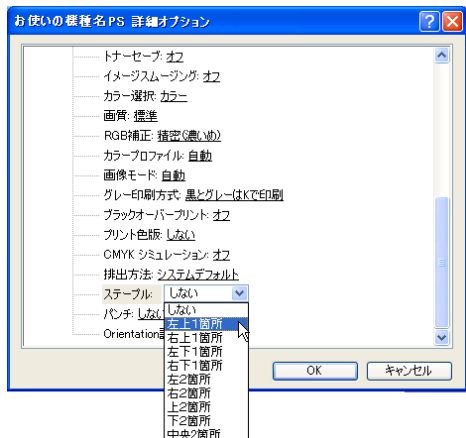 お使いの機種名PS 詳細オプション
トナーセーブ: オフ
イメージスムージング: オフ
カラー選択: カラー
画質: 標準
RGB補正: 精密(濃いめ)
カラープロファイル: 自動
画像モード: 自動
グレー印刷方式: 黒とグレーはKで印刷
ブラックオーバープリント: オフ
プリント色版: しない
CMYK シミュレーション: オフ
排出方法: システムデフォルト
ステープル: しない
パンチ: しない
Orientation
しない
左上1箇所
右上1箇所
左下1箇所
右下1箇所
左2箇所
右2箇所
上2箇所
下2箇所
中央2箇所
OK キャンセル